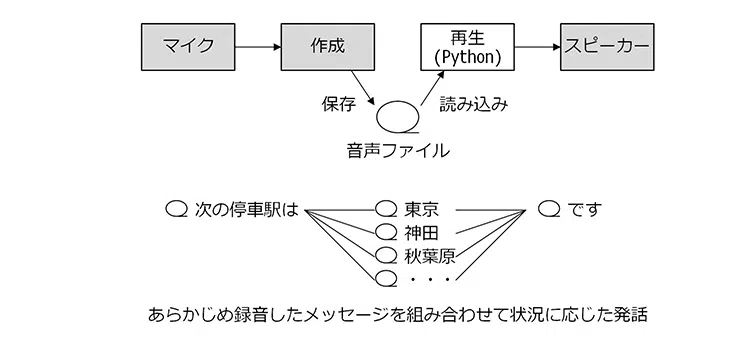 マイク
作成
再生
(Python)
スピーカー
保存
読み込み
音声ファイル
次の停車駅は
東京
です
神田
秋葉原
・・・
あらかじめ録音したメッセージを組み合わせて状況に応じた発話